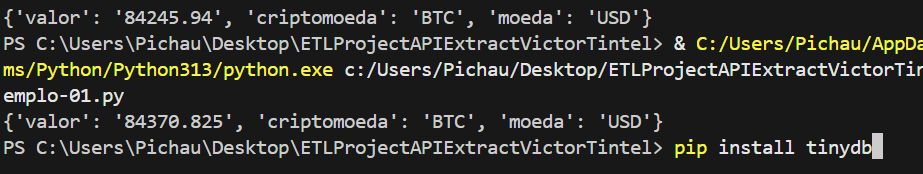 {'valor': '84245.94', 'criptomoeda': 'BTC', 'moeda': 'USD'}
PS C:\Users\Pichau\Desktop\ETLProjectAPIExtractVictorTintel> & C:/Users/Pichau/AppDa
ms/Python/Python313/python.exe c:/Users/Pichau/Desktop/ETLProjectAPIExtractVictorTin
emplo-01.py
{'valor': '84370.825', 'criptomoeda': 'BTC', 'moeda': 'USD'}
PS C:\Users\Pichau\Desktop\ETLProjectAPIExtractVictorTintel> pip install tinydb